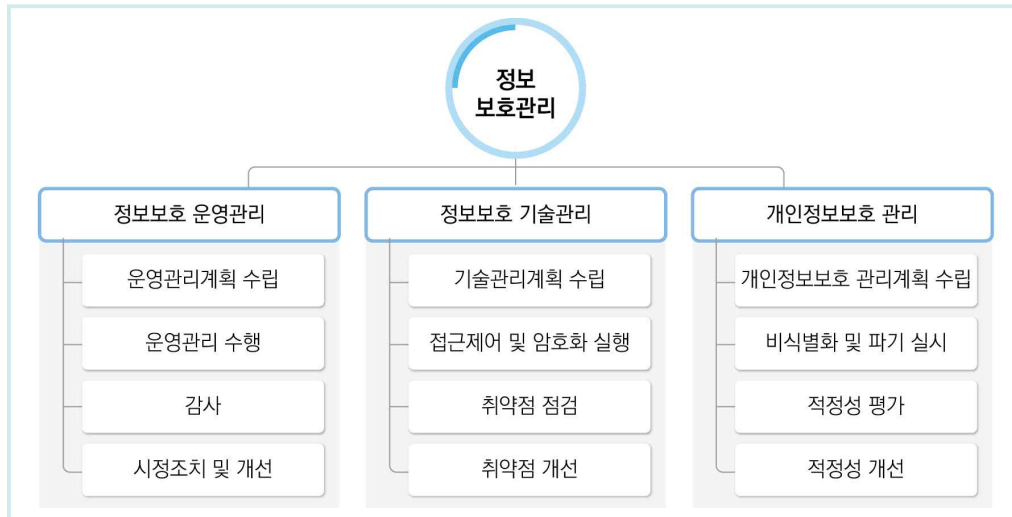 정보
보호관리
정보보호 운영관리
운영관리계획 수립
운영관리 수행
감사
시정조치 및 개선
정보보호 기술관리
기술관리계획 수립
접근제어 및 암호화 실행
취약점 점검
취약점 개선
개인정보보호 관리
개인정보보호 관리계획 수립
비식별화 및 파기 실시
적정성 평가
적정성 개선